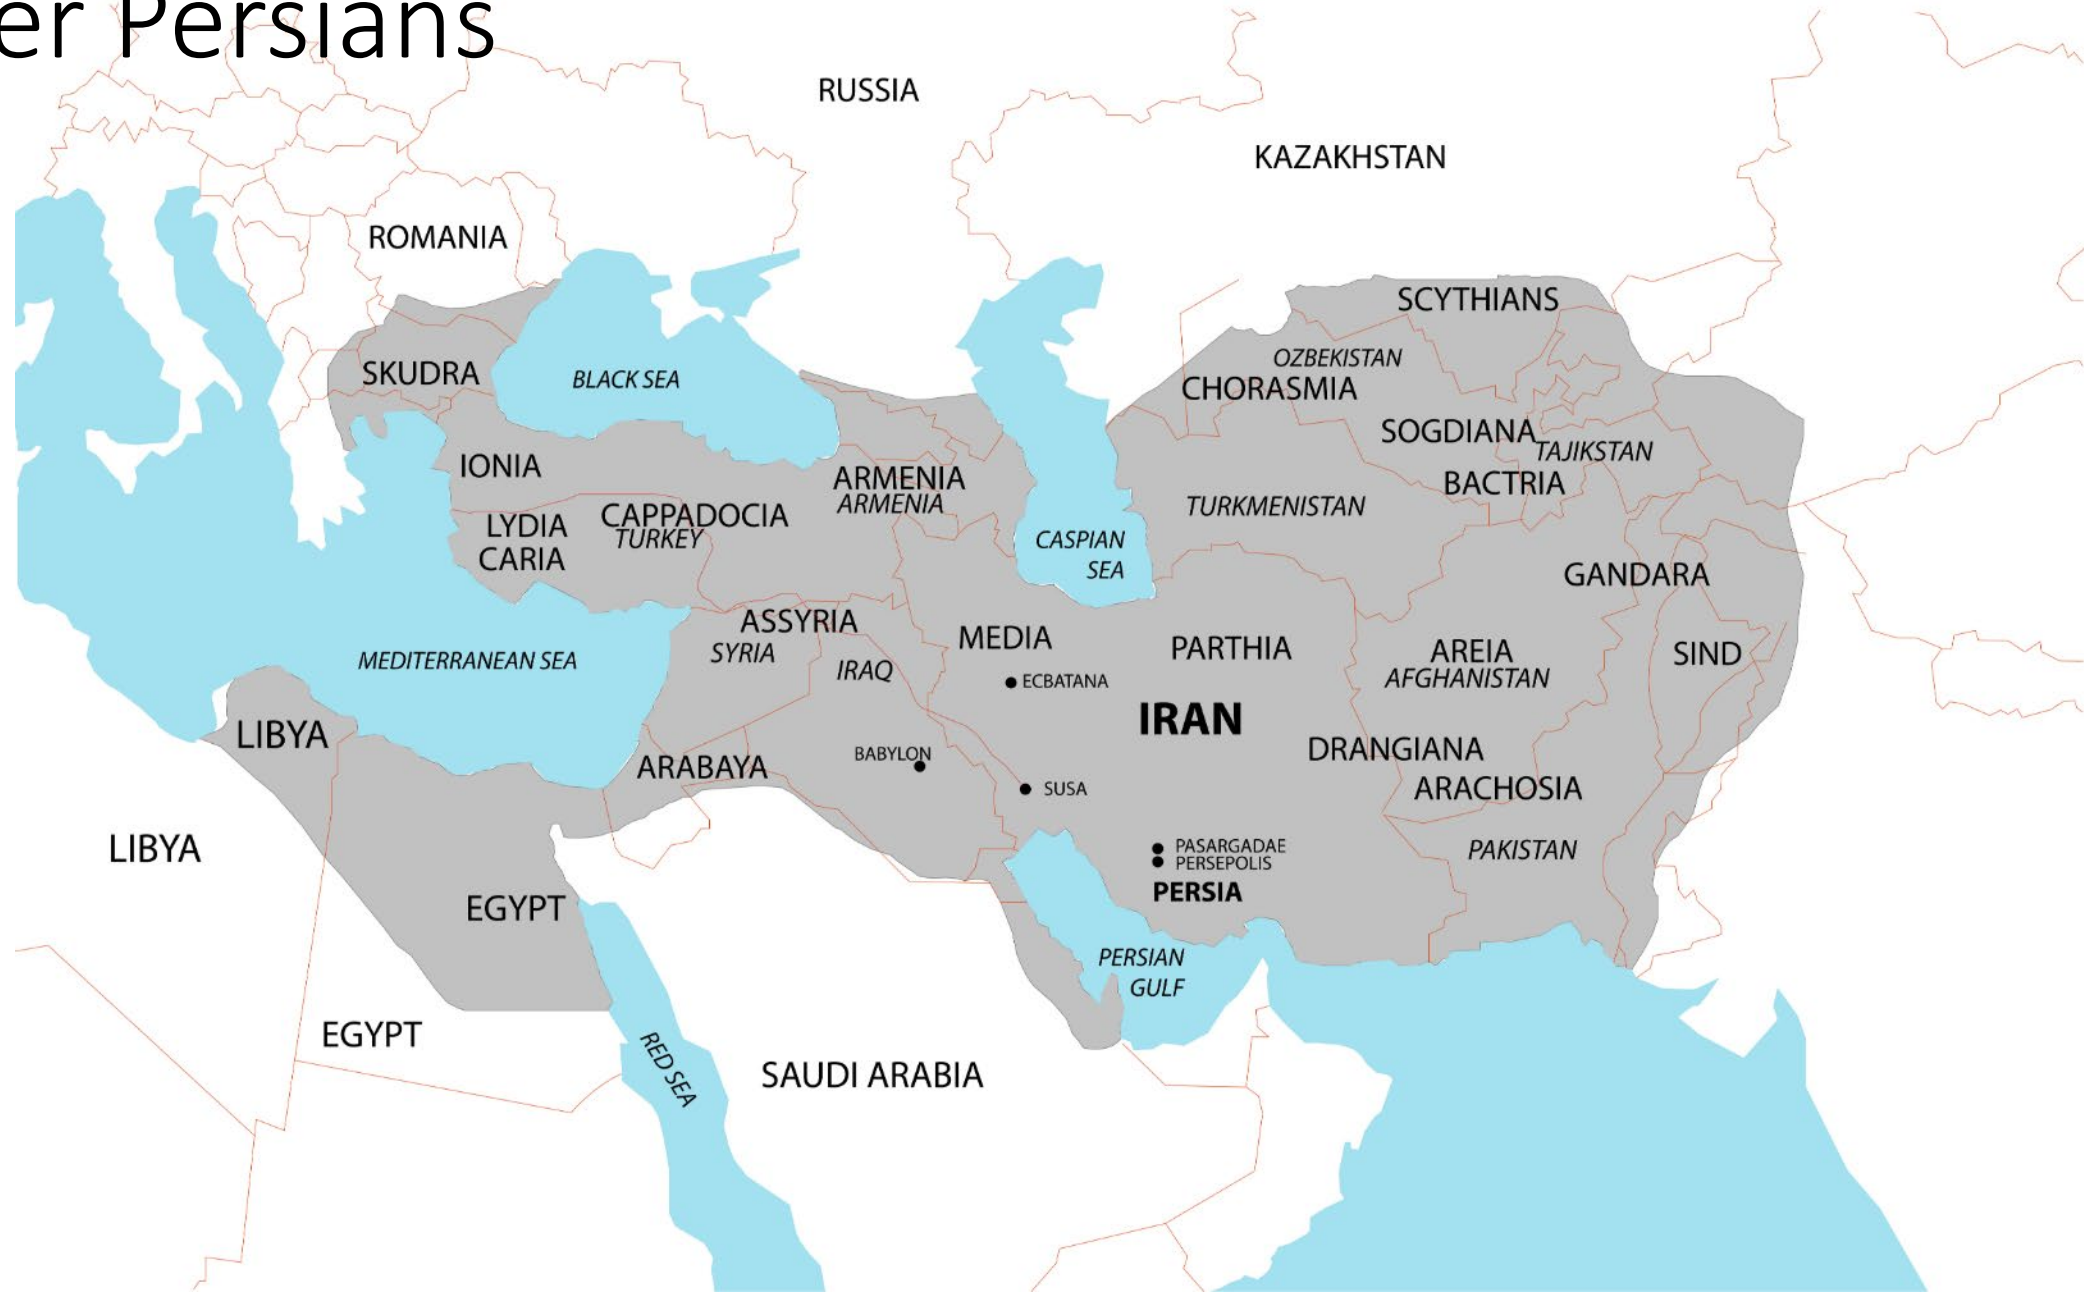 er Persians
RUSSIA
KAZAKHSTAN
ROMANIA
SCYTHIANS
SKUDRA
BLACK SEA
OZBEKISTAN
CHORASMIA
SOGDIANA
TAJIKSTAN
IONIA
ARMENIA
ARMENIA
BACTRIA
TURKMENISTAN
LYDIA
CAPPADOCIA
TURKEY
CARIA
CASPIAN
SEA
GANDARA
ASSYRIA
SYRIA
MEDIA
PARTHIA
AREIA
AFGHANISTAN
SIND
MEDITERRANEAN SEA
IRAQ
ECBATANA
IRAN
LIBYA
DRANGIANA
BABYLON
ARABAYA
SUSA
ARACHOSIA
LIBYA
PASARGADAE
PERSEPOLIS
PAKISTAN
PERSIA
EGYPT
PERSIAN
GULF
EGYPT
RED SEA
SAUDI ARABIA